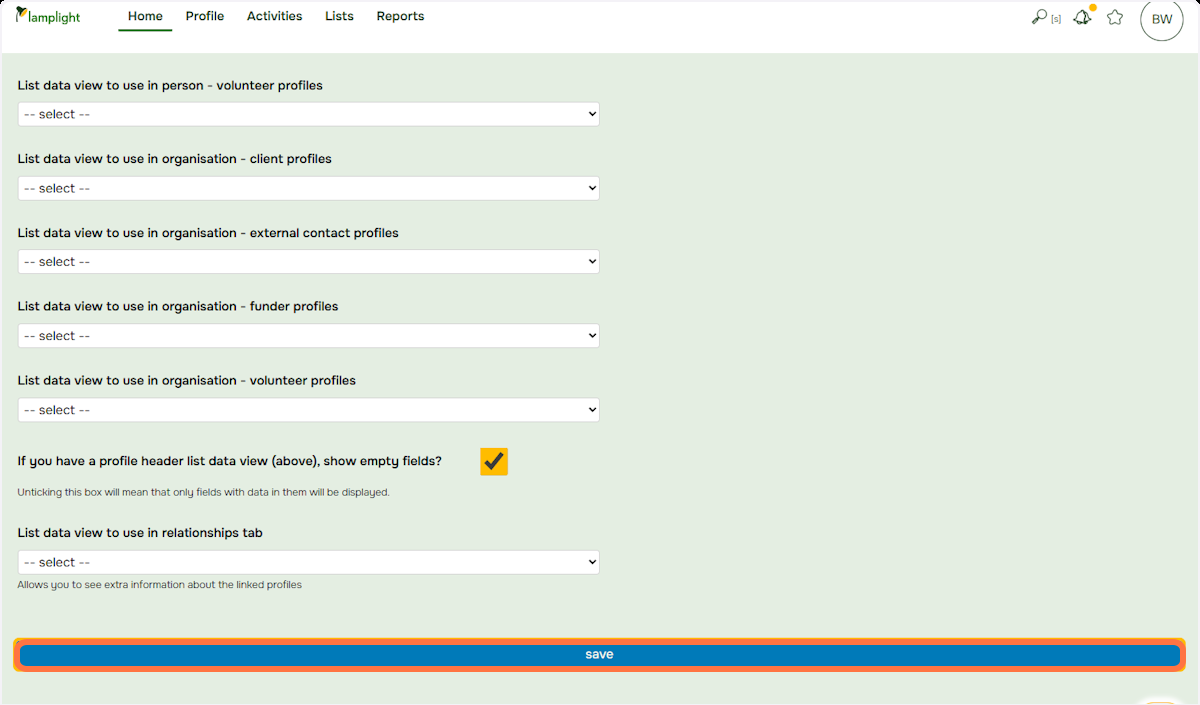 lamplight
Home Profile Activities Lists Reports
[s]
BW
List data view to use in person - volunteer profiles
-- select --
List data view to use in organisation - client profiles
-- select --
List data view to use in organisation - external contact profiles
-- select --
List data view to use in organisation - funder profiles
-- select --
List data view to use in organisation - volunteer profiles
-- select --
If you have a profile header list data view (above), show empty fields?
Unticking this box will mean that only fields with data in them will be displayed.
List data view to use in relationships tab
-- select --
Allows you to see extra information about the linked profiles
save